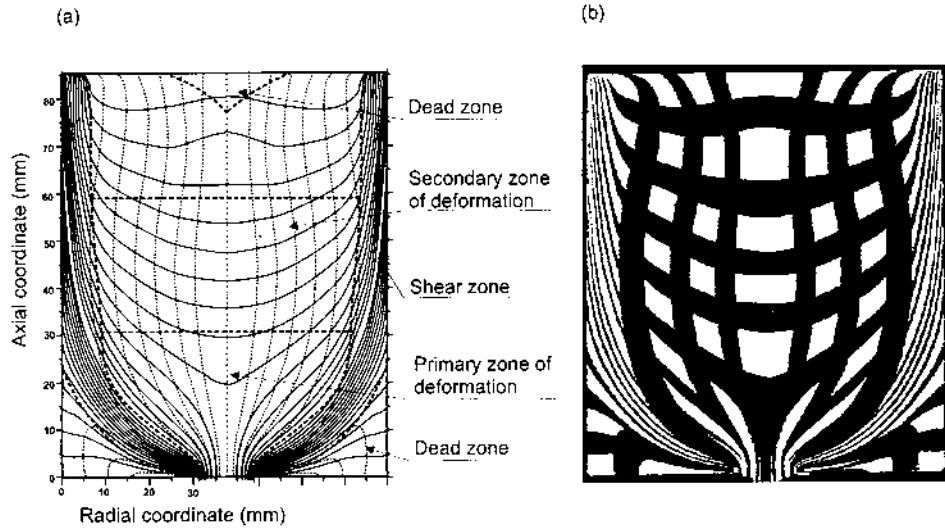 (a)
(b)
80
70
60
50
40
30
20
10
0
Axial coordinate (mm)
0
10
20
30
Radial coordinate (mm)
Dead zone
Secondary zone
of deformation
Shear zone
Primary zone of
deformation
Dead zone